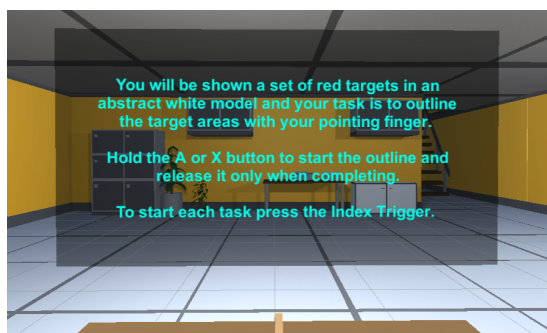 You will be shown a set of red targets in an
abstract white model and your task is to outline
the target areas with your pointing finger.
Hold the A or X button to start the outline and
release it only when completing.
To start each task press the Index Trigger.